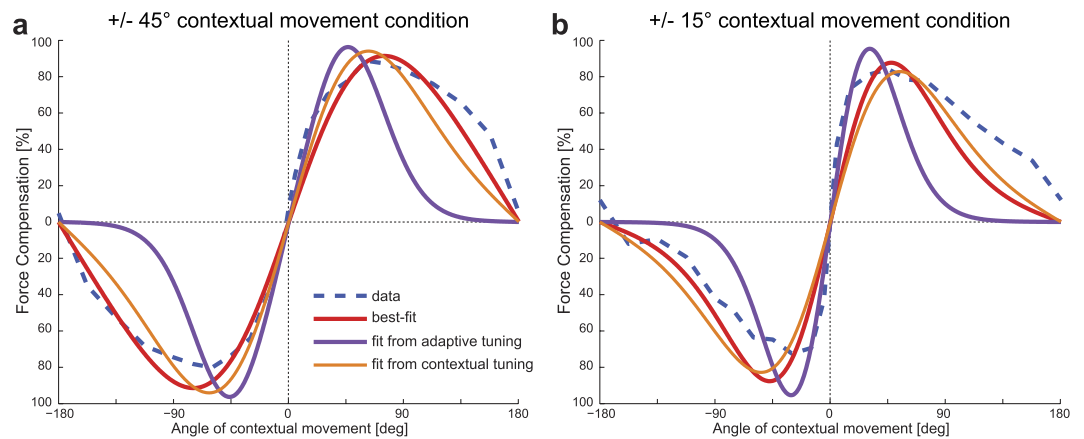 a
+/- 45° contextual movement condition
100
80
60
40
20
0
20
40
60
80
100
Force Compensation [%]
−180
−90
0
90
180
Angle of contextual movement [deg]
data
best-fit
fit from adaptive tuning
fit from contextual tuning
b
+/- 15° contextual movement condition
100
80
60
40
20
0
20
40
60
80
100
Force Compensation [%]
−180
−90
0
90
180
Angle of contextual movement [deg]